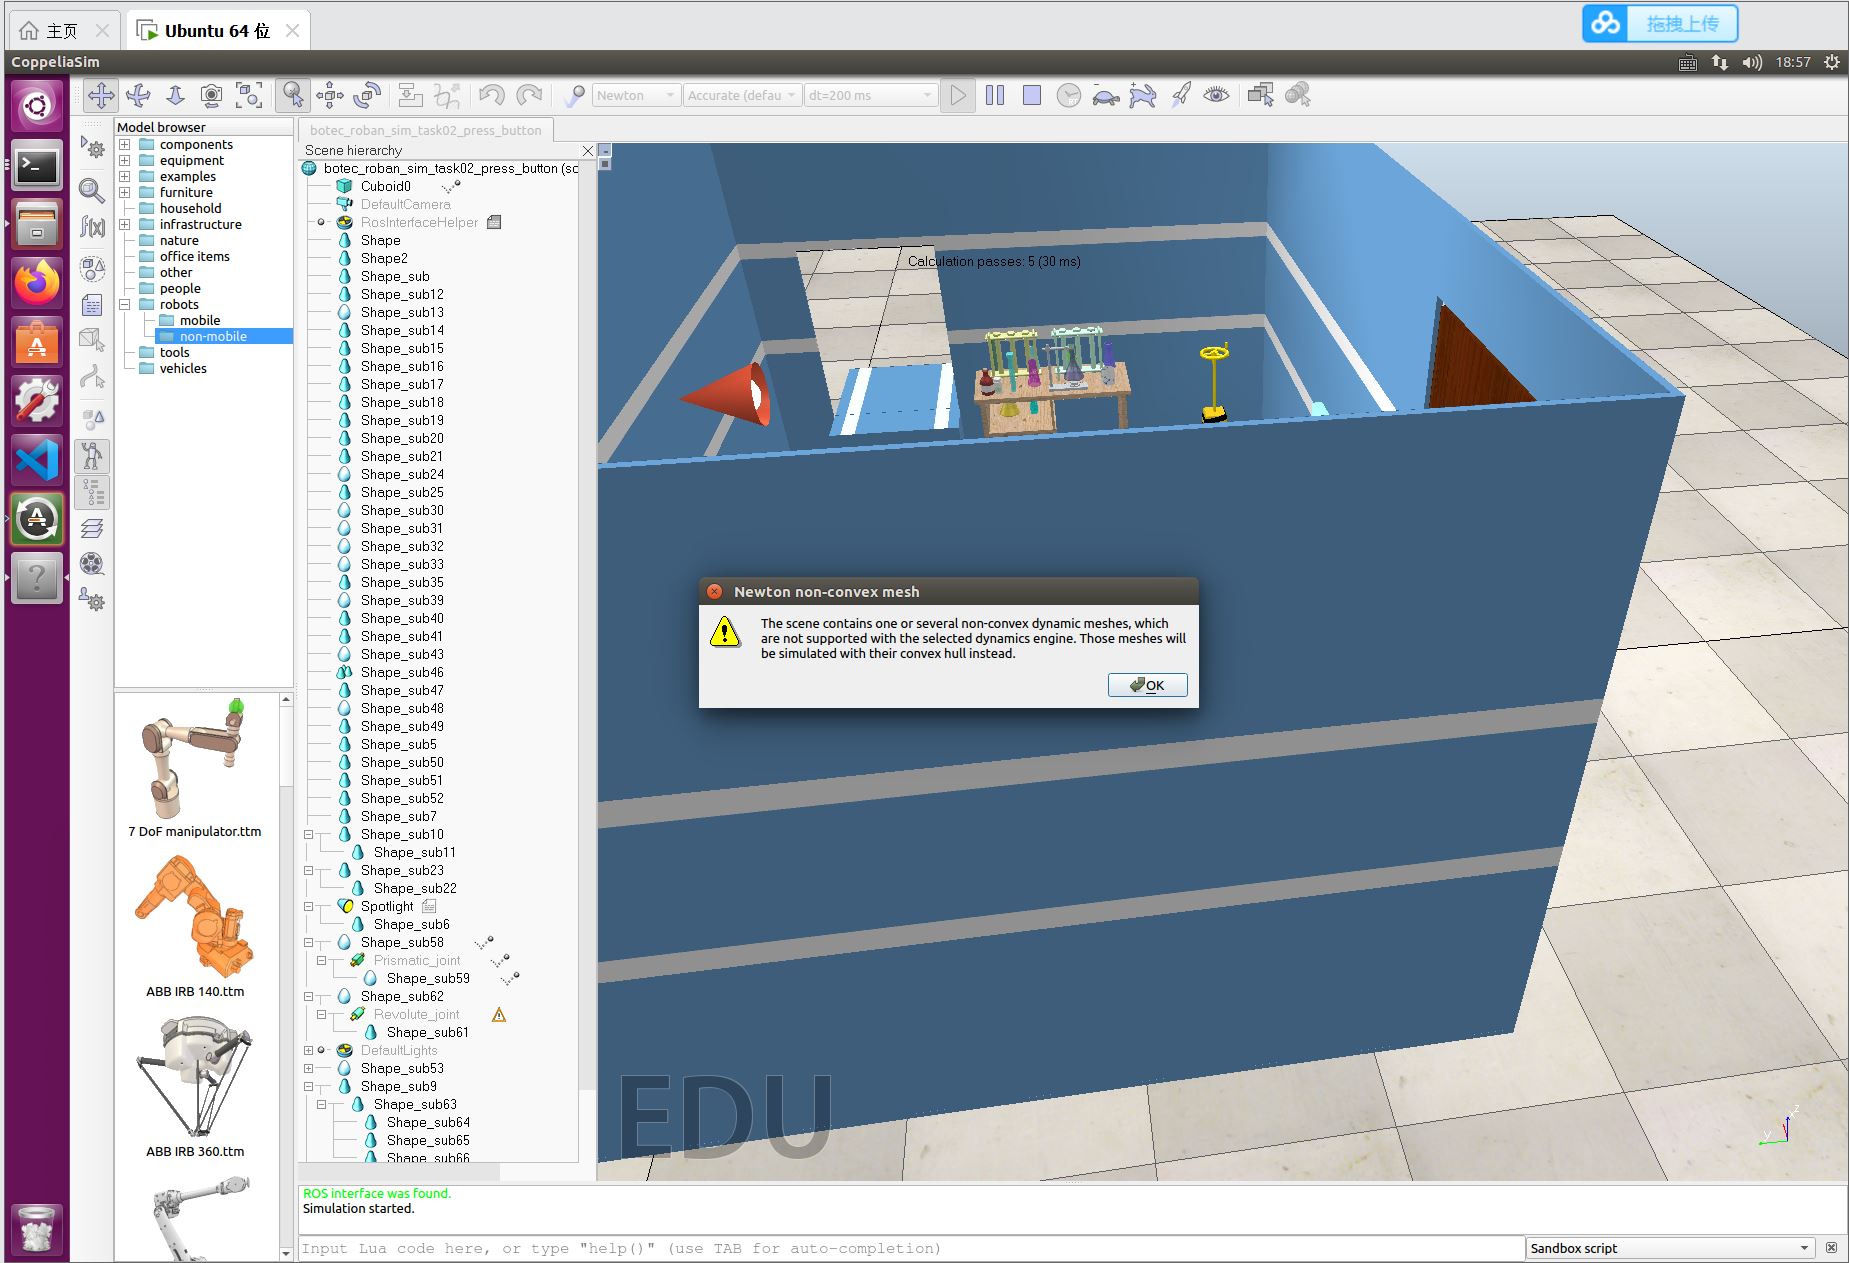 主页
Ubuntu 64 位
拖拽上传
CoppeliaSim
18:57
Newton
Accurate (defau
dt=200 ms
Model browser
components
equipment
examples
furniture
household
infrastructure
nature
office items
other
people
robots
mobile
non-mobile
tools
vehicles
7 DoF manipulator.ttm
ABB IRB 140.ttm
ABB IRB 360.ttm
botec_roban_sim_task02_press_button
Scene hierarchy
botec_roban_sim_task02_press_button (sc
Cuboid0
DefaultCamera
RosInterfaceHelper
Shape
Shape2
Shape_sub
Shape_sub12
Shape_sub13
Shape_sub14
Shape_sub15
Shape_sub16
Shape_sub17
Shape_sub18
Shape_sub19
Shape_sub20
Shape_sub21
Shape_sub24
Shape_sub25
Shape_sub30
Shape_sub31
Shape_sub32
Shape_sub33
Shape_sub35
Shape_sub39
Shape_sub40
Shape_sub41
Shape_sub43
Shape_sub46
Shape_sub47
Shape_sub48
Shape_sub49
Shape_sub5
Shape_sub50
Shape_sub51
Shape_sub52
Shape_sub7
Shape_sub10
Shape_sub11
Shape_sub23
Shape_sub22
Spotlight
Shape_sub6
Shape_sub58
Prismatic_joint
Shape_sub59
Shape_sub62
Revolute_joint
Shape_sub61
DefaultLights
Shape_sub53
Shape_sub9
Shape_sub63
Shape_sub64
Shape_sub65
Shape_sub66
Calculation passes: 5 (30 ms)
Newton non-convex mesh
The scene contains one or several non-convex dynamic meshes, which
are not supported with the selected dynamics engine. Those meshes will
be simulated with their convex hull instead.
OK
EDU
z
y
ROS interface was found.
Simulation started.
Input Lua code here, or type "help()" (use TAB for auto-completion)
Sandbox script